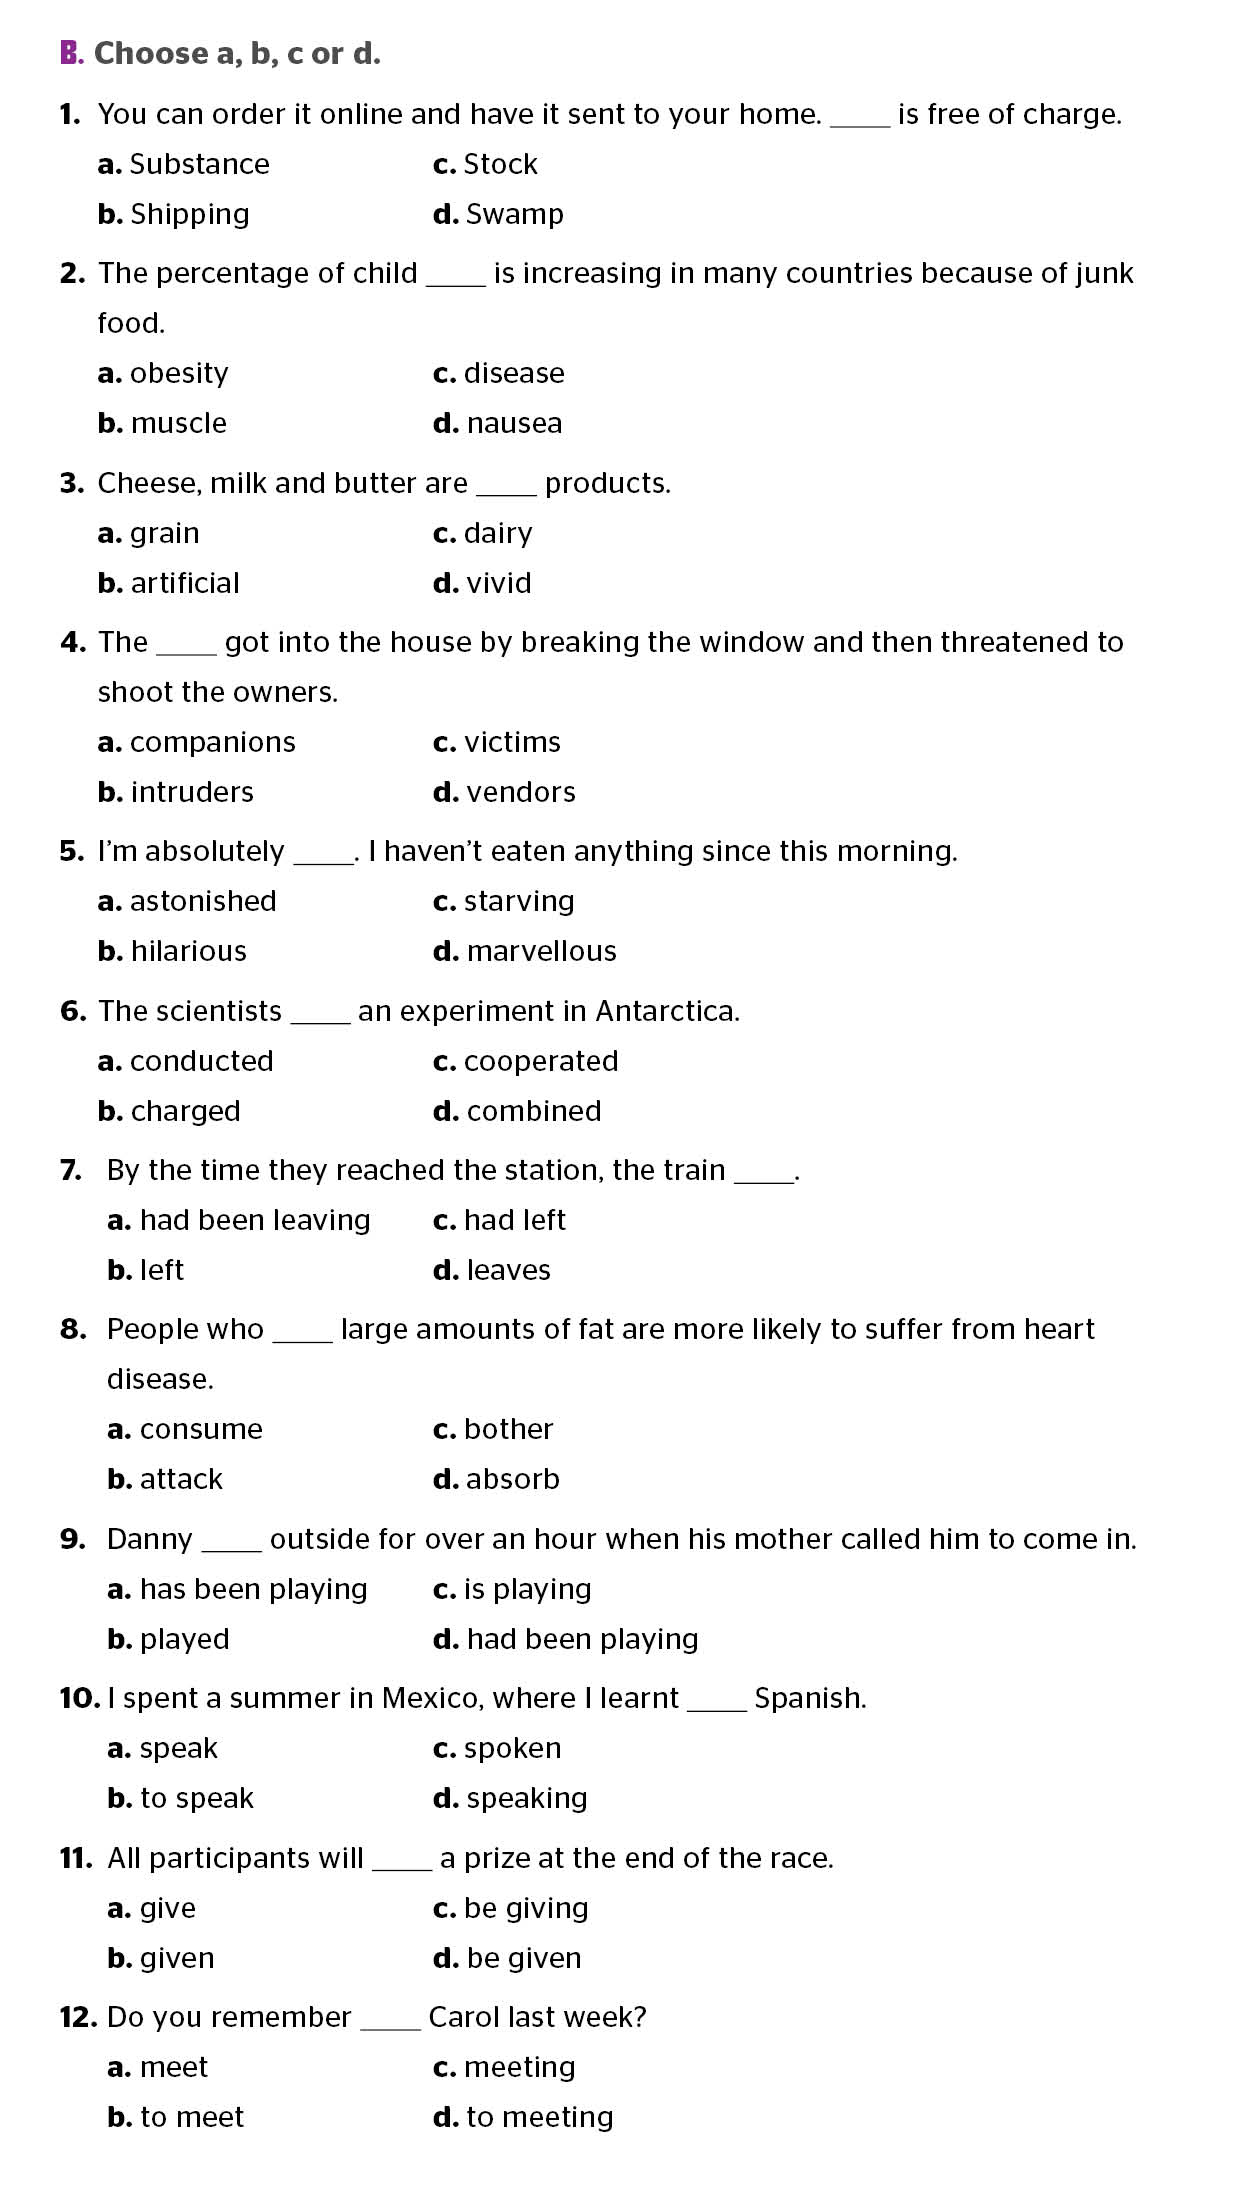 B. Choose a, b, c or d.
1. You can order it online and have it sent to your home. ____ is free of charge.
a. Substance c. Stock
b. Shipping d. Swamp
2. The percentage of child ____ is increasing in many countries because of junk
food.
a. obesity c. disease
b. muscle d. nausea
3. Cheese, milk and butter are ____ products.
a. grain c. dairy
b. artificial d. vivid
4. The ____ got into the house by breaking the window and then threatened to
shoot the owners.
a. companions c. victims
b. intruders d. vendors
5. I'm absolutely ____. I haven't eaten anything since this morning.
a. astonished c. starving
b. hilarious d. marvellous
6. The scientists ____ an experiment in Antarctica.
a. conducted c. cooperated
b. charged d. combined
7. By the time they reached the station, the train ____.
a. had been leaving c. had left
b. left d. leaves
8. People who ____ large amounts of fat are more likely to suffer from heart
disease.
a. consume c. bother
b. attack d. absorb
9. Danny ____ outside for over an hour when his mother called him to come in.
a. has been playing c. is playing
b. played d. had been playing
10. I spent a summer in Mexico, where I learnt ____ Spanish.
a. speak c. spoken
b. to speak d. speaking
11. All participants will ____ a prize at the end of the race.
a. give c. be giving
b. given d. be given
12. Do you remember ____ Carol last week?
a. meet c. meeting
b. to meet d. to meeting